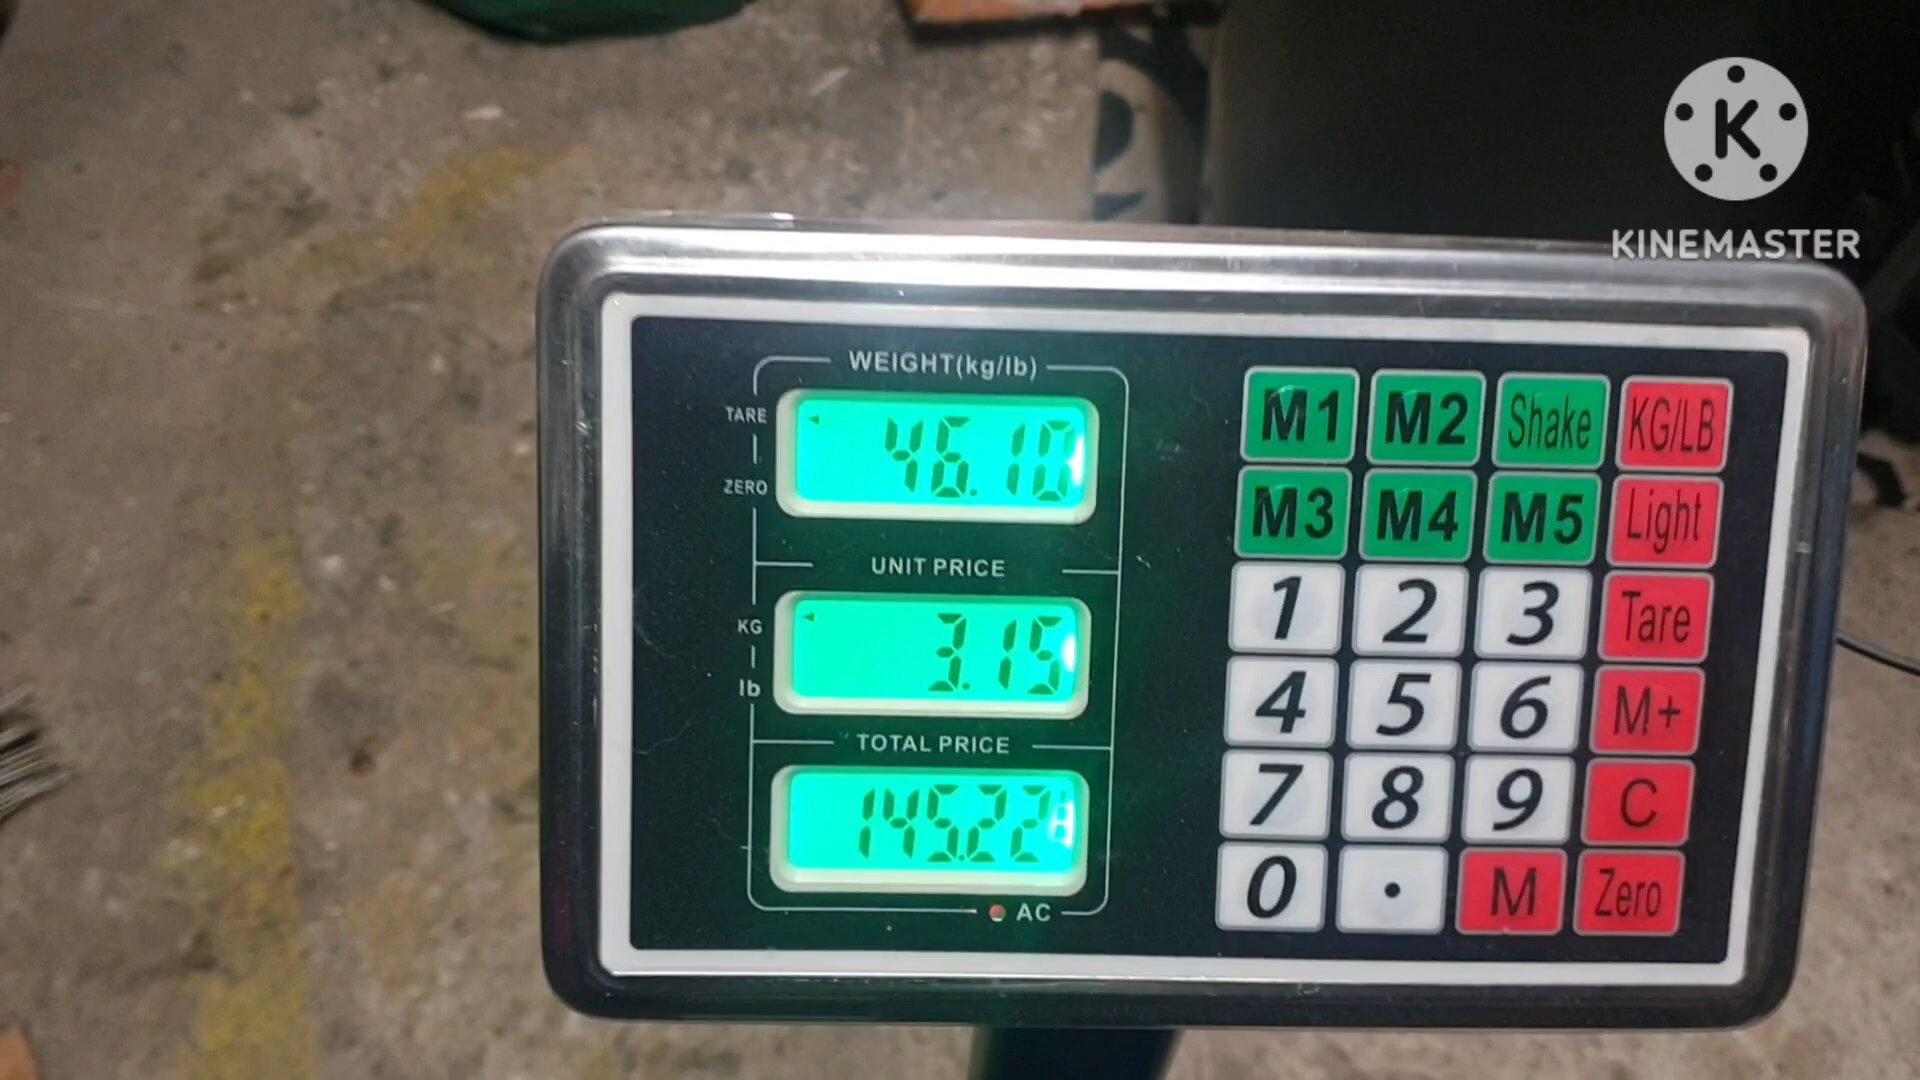 K
KINEMASTER
WEIGHT(kg/lb)
TARE
46.10
ZERO
UNIT PRICE
KG
3.15
lb
TOTAL PRICE
145.22
AC
M1 M2 Shake KG/LB
M3 M4 M5 Light
1 2 3 Tare
4 5 6 M+
7 8 9 C
0 . M Zero